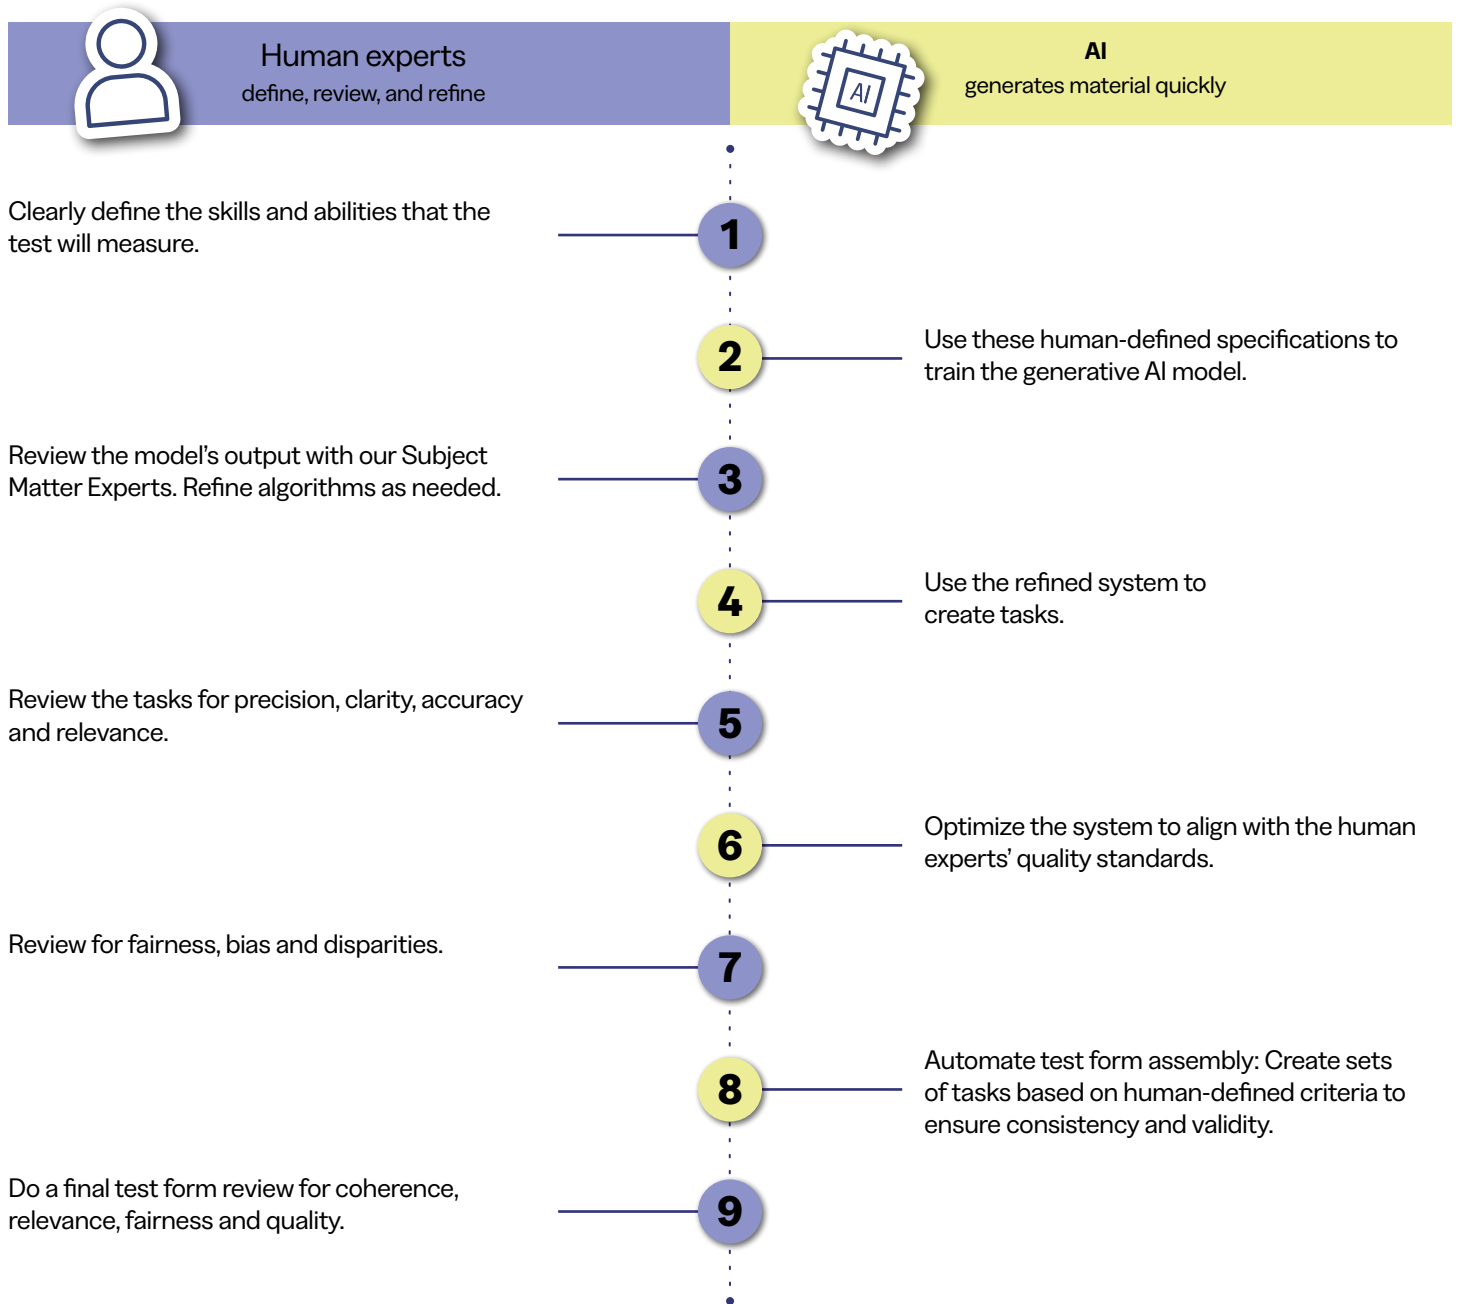 Human experts
define, review, and refine
AI
AI
generates material quickly
Clearly define the skills and abilities that the
test will measure.
1
2
Use these human-defined specifications to
train the generative AI model.
Review the model’s output with our Subject
Matter Experts. Refine algorithms as needed.
3
4
Use the refined system to
create tasks.
Review the tasks for precision, clarity, accuracy
and relevance.
5
6
Optimize the system to align with the human
experts’ quality standards.
Review for fairness, bias and disparities.
7
8
Automate test form assembly: Create sets
of tasks based on human-defined criteria to
ensure consistency and validity.
Do a final test form review for coherence,
relevance, fairness and quality.
9